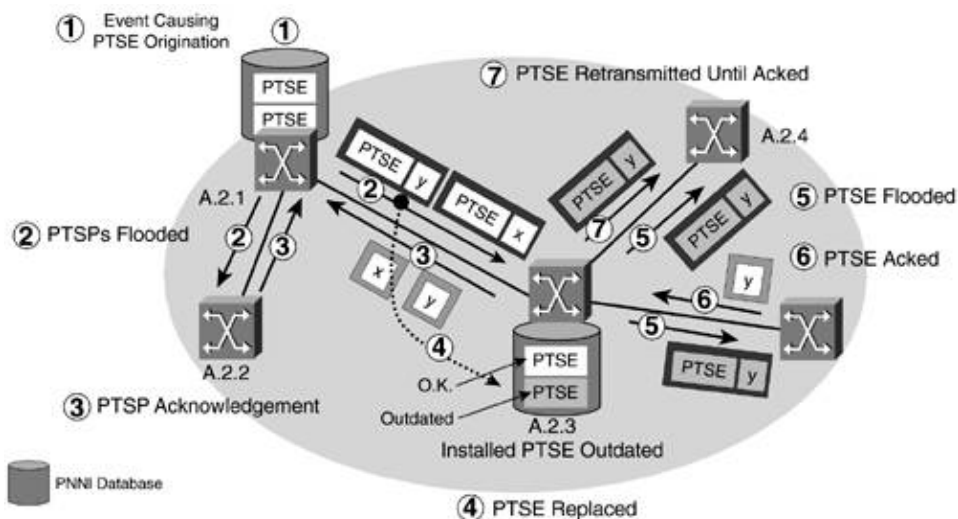 ① Event Causing
PTSE Origination
①
PTSE
PTSE
⑦ PTSE Retransmitted Until Acked
A.2.4
A.2.1
PTSE y
②
PTSE x
PTSE y
⑦
⑤
PTSE y
⑤ PTSE Flooded
② PTSPs Flooded
②
③
③
x
y
⑥ PTSE Acked
y
⑥
⑤
④
PTSE y
A.2.2
PTSE
O.K.
PTSE
Outdated
A.2.3
③ PTSP Acknowledgement
Installed PTSE Outdated
PNNI Database
④ PTSE Replaced